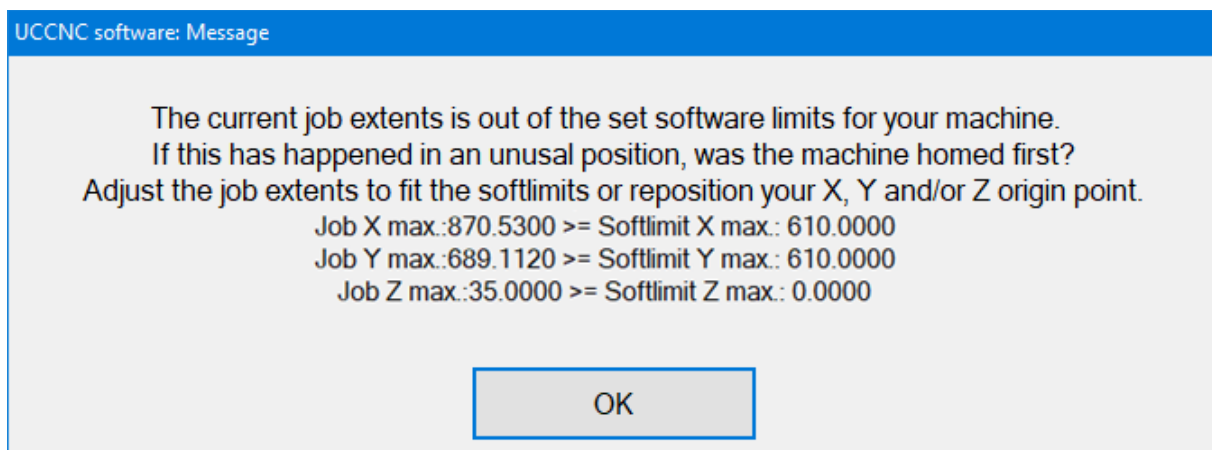 UCCNC software: Message
The current job extents is out of the set software limits for your machine.
If this has happened in an unusal position, was the machine homed first?
Adjust the job extents to fit the softlimits or reposition your X, Y and/or Z origin point.
Job X max.:870.5300 >= Softlimit X max.: 610.0000
Job Y max.:689.1120 >= Softlimit Y max.: 610.0000
Job Z max.:35.0000 >= Softlimit Z max.: 0.0000
OK